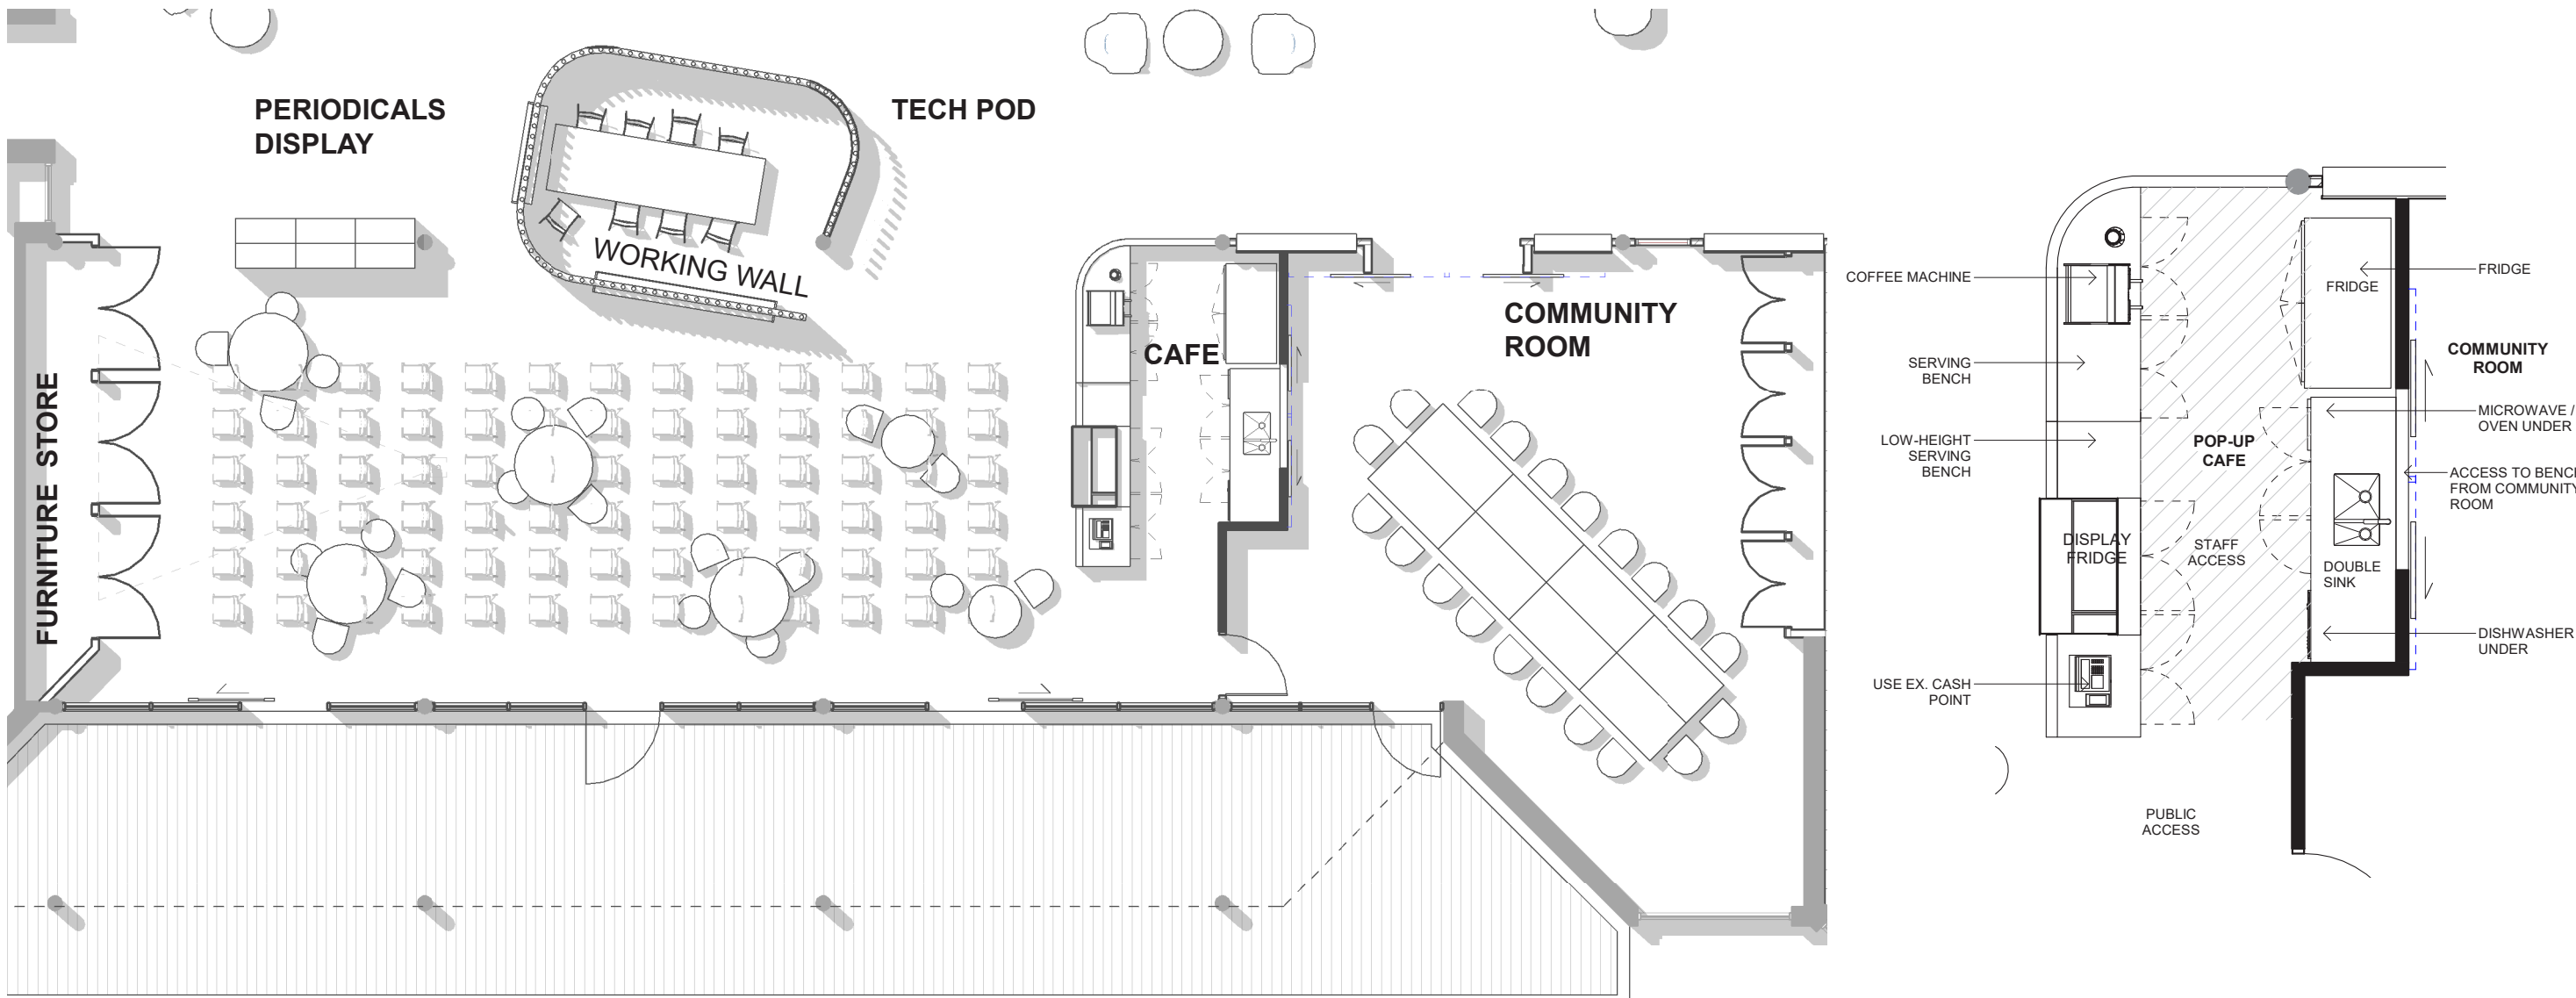 PERIODICALS
DISPLAY
TECH POD
WORKING WALL
FURNITURE STORE
CAFE
COMMUNITY
ROOM
COFFEE MACHINE
SERVING
BENCH
LOW-HEIGHT
SERVING
BENCH
DISPLAY
FRIDGE
USE EX. CASH
POINT
POP-UP
CAFE
STAFF
ACCESS
PUBLIC
ACCESS
FRIDGE
DOUBLE
SINK
FRIDGE
COMMUNITY
ROOM
MICROWAVE /
OVEN UNDER
ACCESS TO BENC
FROM COMMUNITY
ROOM
DISHWASHER
UNDER